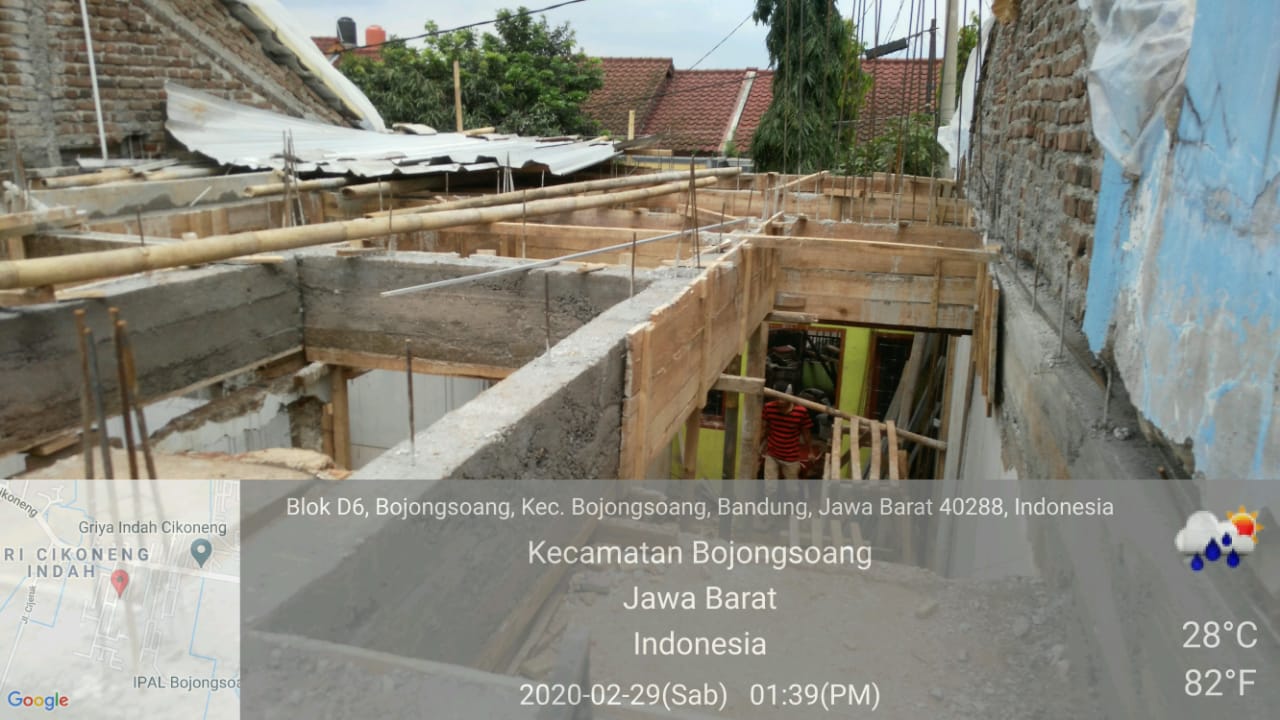 Blok D6, Bojongsoang, Kec. Bojongsoang, Bandung, Jawa Barat 40288, Indonesia
Kecamatan Bojongsoang
Jawa Barat
Indonesia
2020-02-29(Sab) 01:39(PM)
28°C
82°F
Griya Indah Cikoneng
RI CIKONENG
INDAH
IPAL Bojongsoa
Google